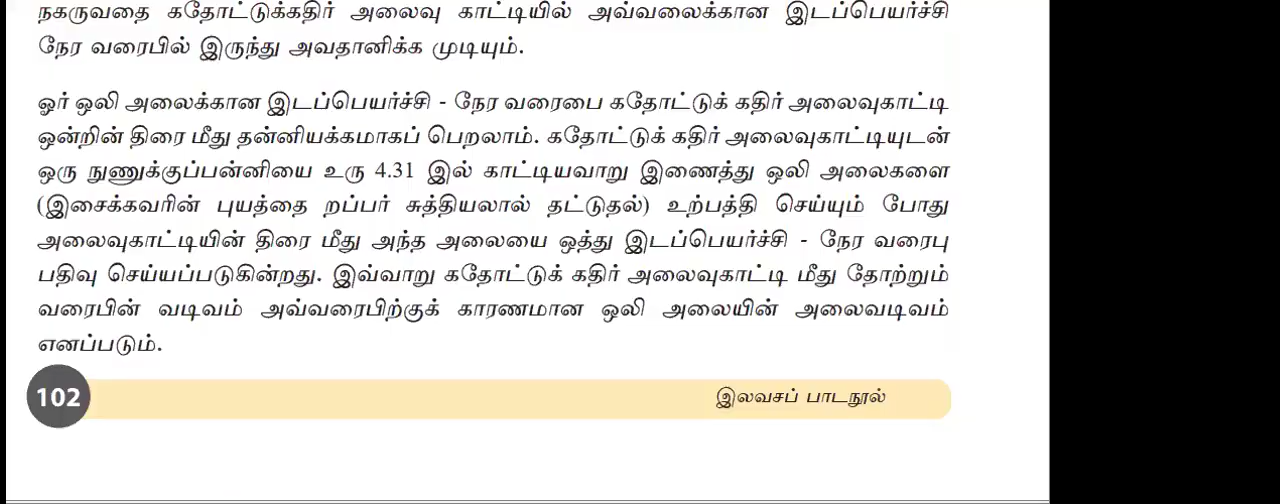 நகருவதை கதோட்டுக்கதிர் அலைவு காட்டியில் அவ்வலைக்கான இடப்பெயர்ச்சி
நேர வரைபில் இருந்து அவதானிக்க முடியும்.
ஓர் ஒலி அலைக்கான இடப்பெயர்ச்சி - நேர வரைபை கதோட்டுக் கதிர் அலைவுகாட்டி
ஒன்றின் திரை மீது தன்னியக்கமாகப் பெறலாம். கதோட்டுக் கதிர் அலைவுகாட்டியுடன்
ஒரு நுணுக்குப்பன்னியை உரு 4.31 இல் காட்டியவாறு இணைத்து ஒலி அலைகளை
(இசைக்கவரின் புயத்தை றப்பர் சுத்தியலால் தட்டுதல்) உற்பத்தி செய்யும் போது
அலைவுகாட்டியின் திரை மீது அந்த அலையை ஒத்து இடப்பெயர்ச்சி - நேர வரைபு
பதிவு செய்யப்படுகின்றது. இவ்வாறு கதோட்டுக் கதிர் அலைவுகாட்டி மீது தோற்றும்
வரைபின் வடிவம் அவ்வரைபிற்குக் காரணமான ஒலி அலையின் அலைவடிவம்
எனப்படும்.
102
இலவசப் பாடநூல்